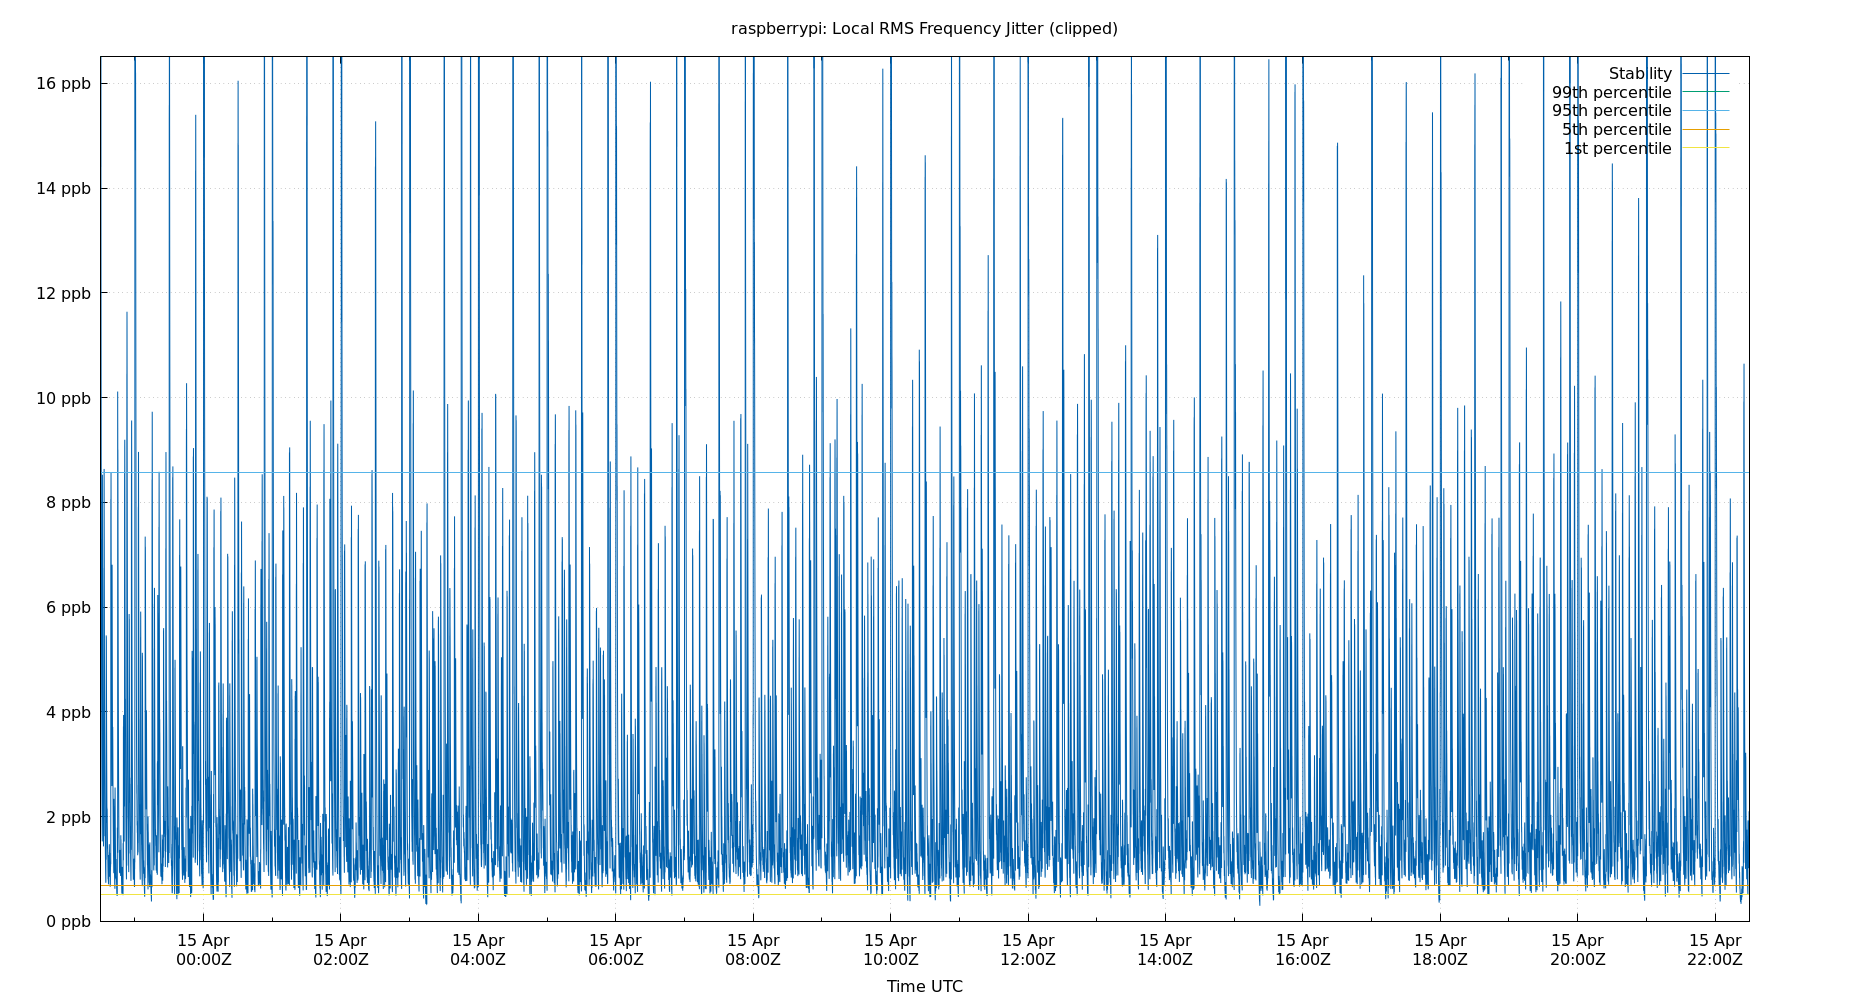 raspberrypi: Local RMS Frequency Jitter (clipped)
16 ppb
14 ppb
12 ppb
10 ppb
8 ppb
6 ppb
4 ppb
2 ppb
0 ppb
Stability
99th percentile
95th percentile
5th percentile
1st percentile
15 Apr
00:00Z
15 Apr
02:00Z
15 Apr
04:00Z
15 Apr
06:00Z
15 Apr
08:00Z
15 Apr
10:00Z
15 Apr
12:00Z
15 Apr
14:00Z
15 Apr
16:00Z
15 Apr
18:00Z
15 Apr
20:00Z
15 Apr
22:00Z
Time UTC